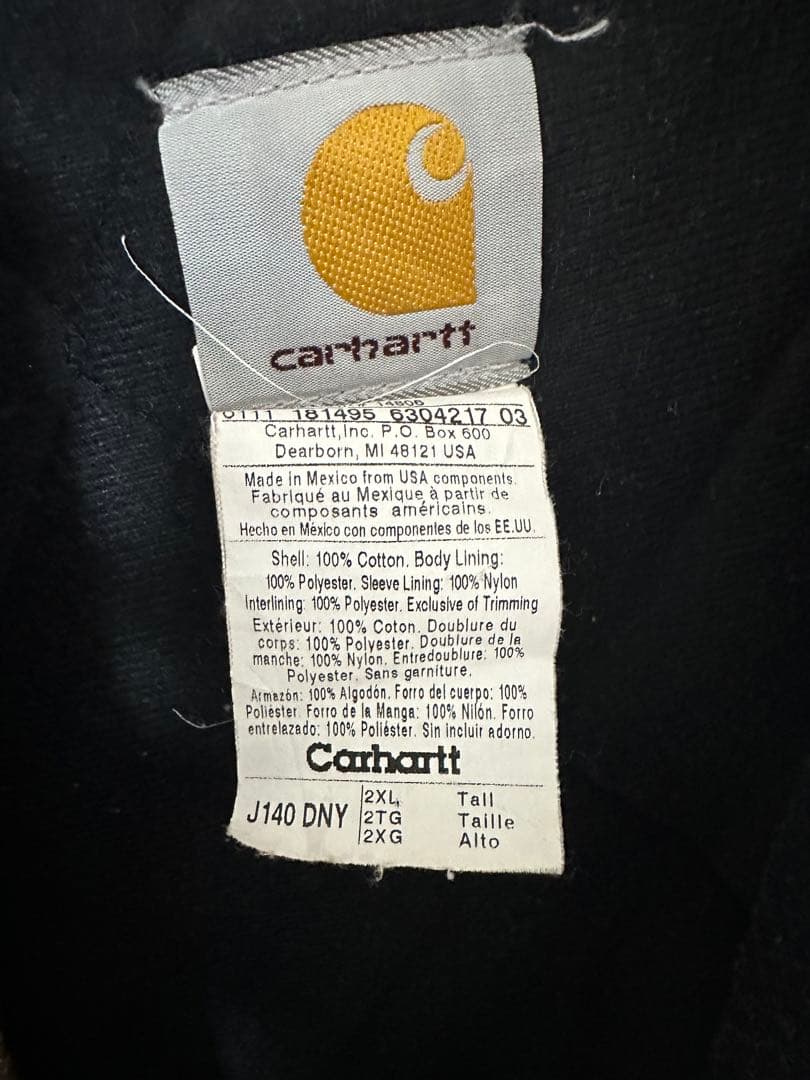 carhartt
0111 181495 6304217 03
Carhartt,Inc. P.O. Box 600
Dearborn, MI 48121 USA
Made in Mexico from USA components.
Fabriqué au Mexique à partir de
composants américains.
Hecho en México con componentes de los EE.UU.
Shell: 100% Cotton. Body Lining:
100% Polyester. Sleeve Lining: 100% Nylon
Interlining: 100% Polyester. Exclusive of Trimming
Extérieur: 100% Coton. Doublure du
corps: 100% Polyester. Doublure de la
manche: 100% Nylon. Entredoublure: 100%
Polyester. Sans garniture.
Armazón: 100% Algodón. Forro del cuerpo: 100%
Poliéster. Forro de la Manga: 100% Nilón. Forro
entrelazado: 100% Poliéster. Sin incluir adorno.
Carhartt
J140 DNY
2XL Tall
2TG Taille
2XG Alto